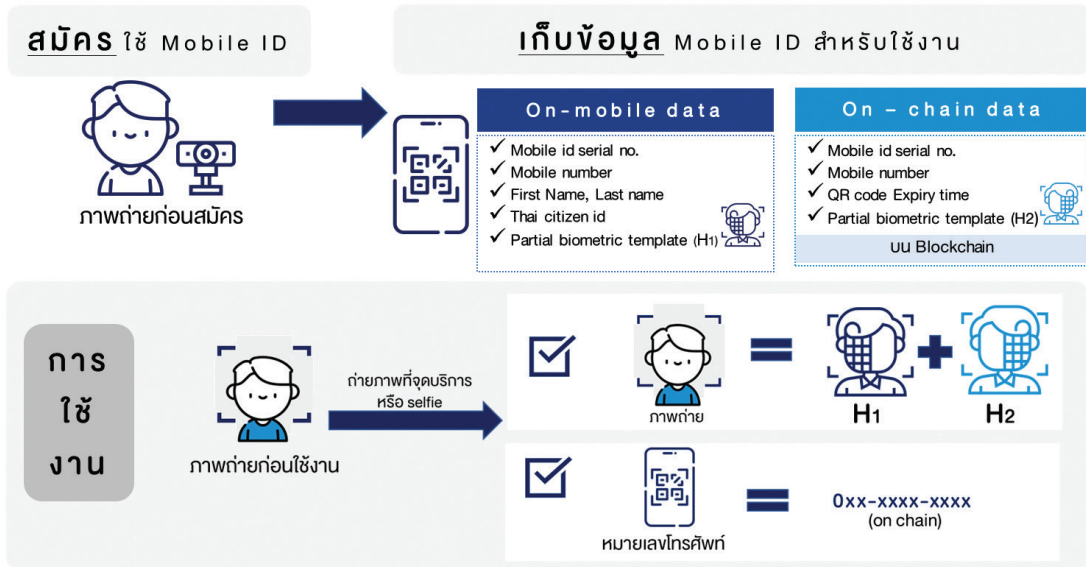 สมัคร ใช้ Mobile ID
เก็บข้อมูล Mobile ID สำหรับใช้งาน
ภาพถ่ายก่อนสมัคร
On-mobile data
✓ Mobile id serial no.
✓ Mobile number
✓ First Name, Last name
✓ Thai citizen id
✓ Partial biometric template (H1)
On – chain data
✓ Mobile id serial no.
✓ Mobile number
✓ QR code Expiry time
✓ Partial biometric template (H2)
บน Blockchain
การ
ใช้
งาน
ภาพถ่ายก่อนใช้งาน
ถ่ายภาพที่จุดบริการ
หรือ selfie
ภาพถ่าย
=
H1
+
H2
หมายเลขโทรศัพท์
=
0xx-xxxx-xxxx
(on chain)